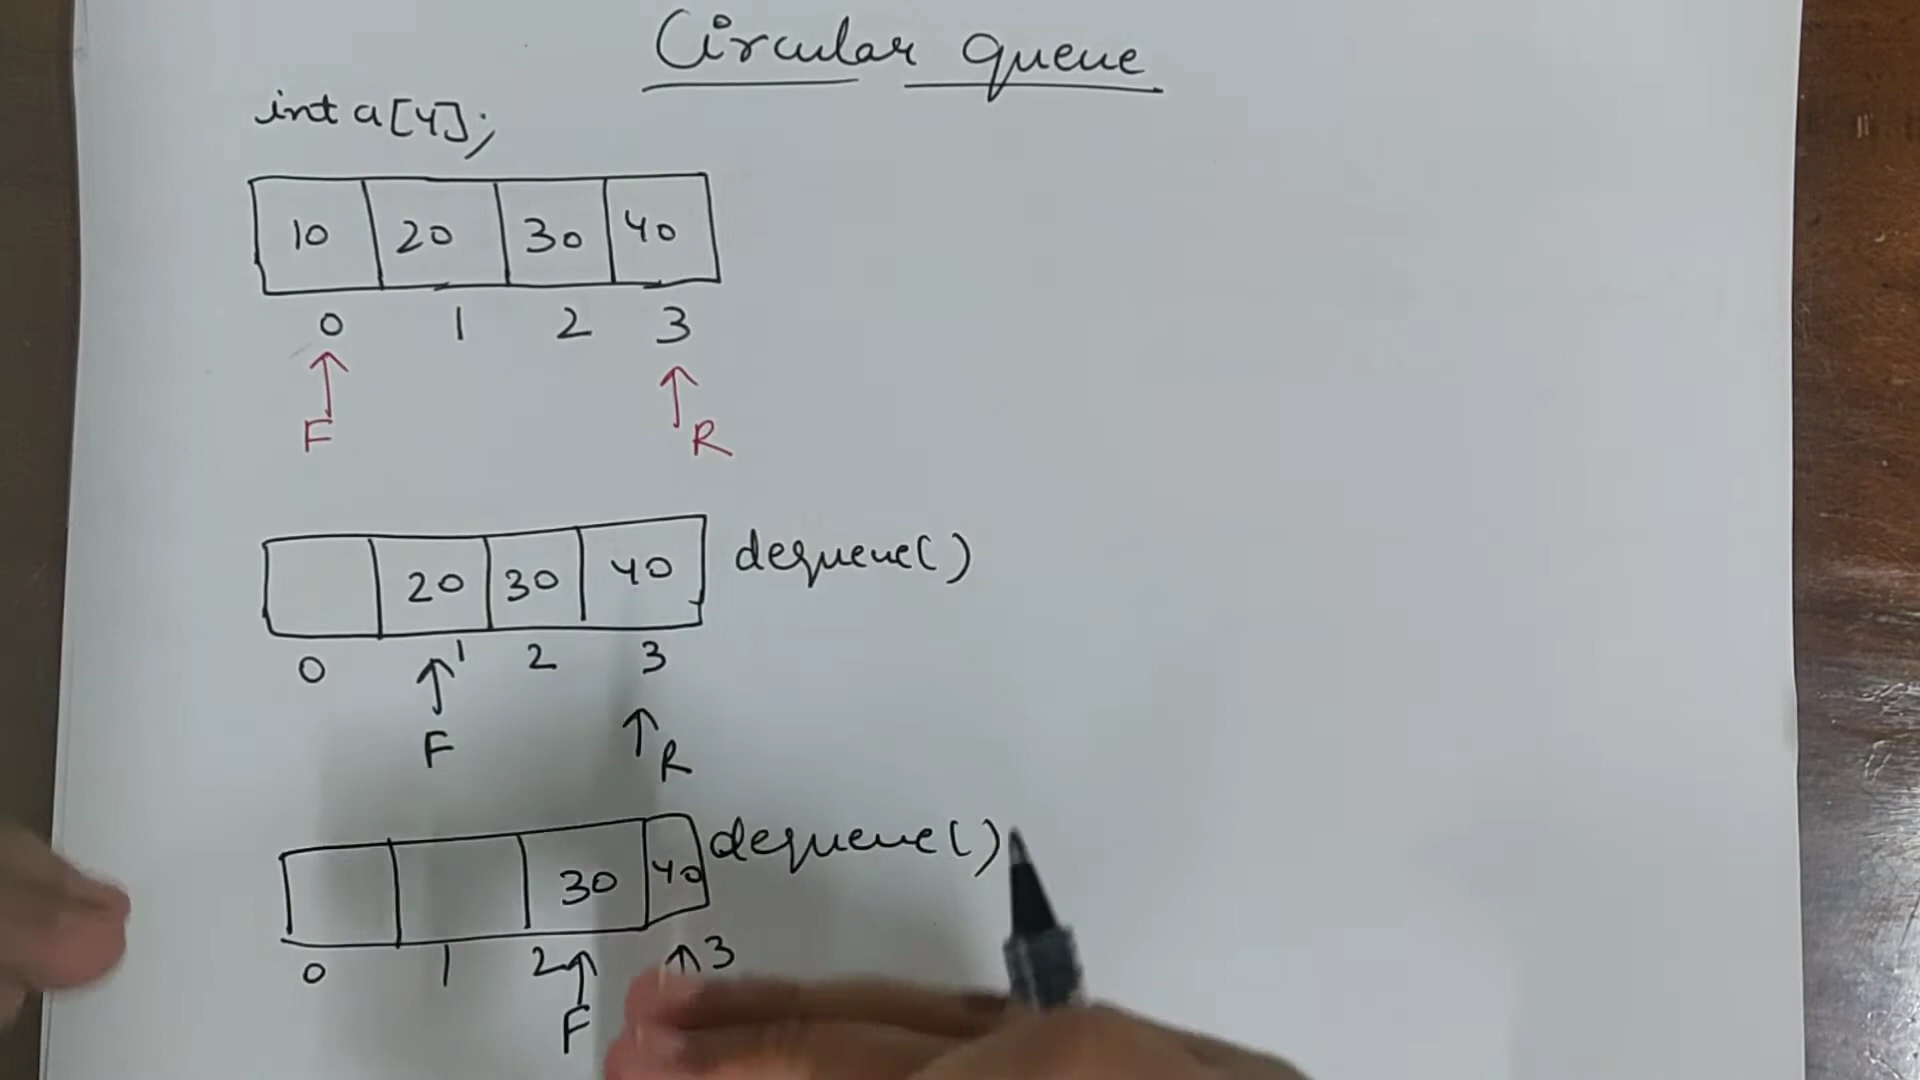 Circular queue
int a[4];
10 20 30 40
0 1 2 3
F R
20 30 40 dequeue()
0 1 2 3
F R
30 40 dequeue()
0 1 2 3
F